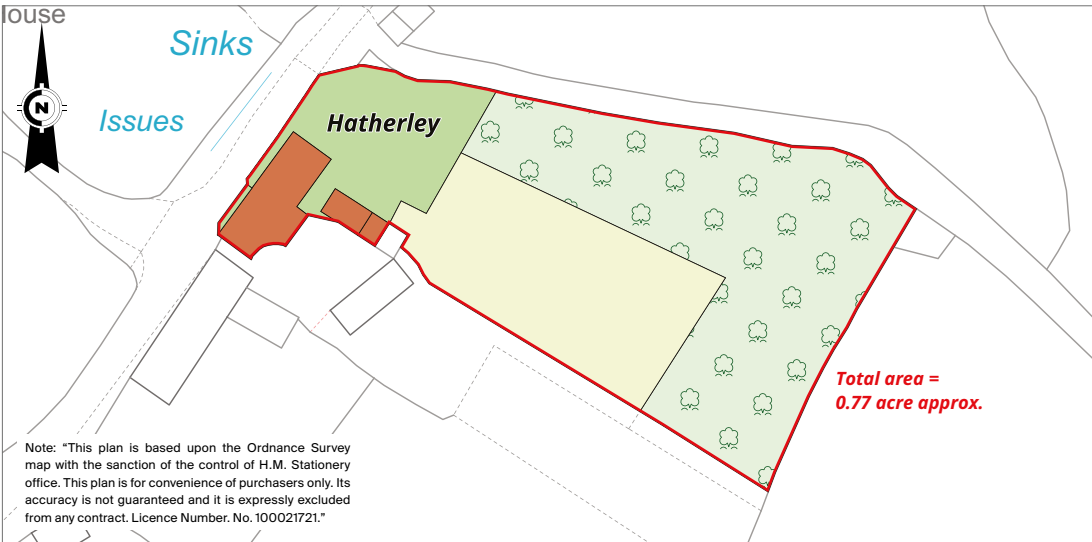 Sinks
N
Issues
Hatherley
Total area =
0.77 acre approx.
Note: “This plan is based upon the Ordnance Survey
map with the sanction of the control of H.M. Stationery
office. This plan is for convenience of purchasers only. Its
accuracy is not guaranteed and it is expressly excluded
from any contract. Licence Number. No. 100021721.”